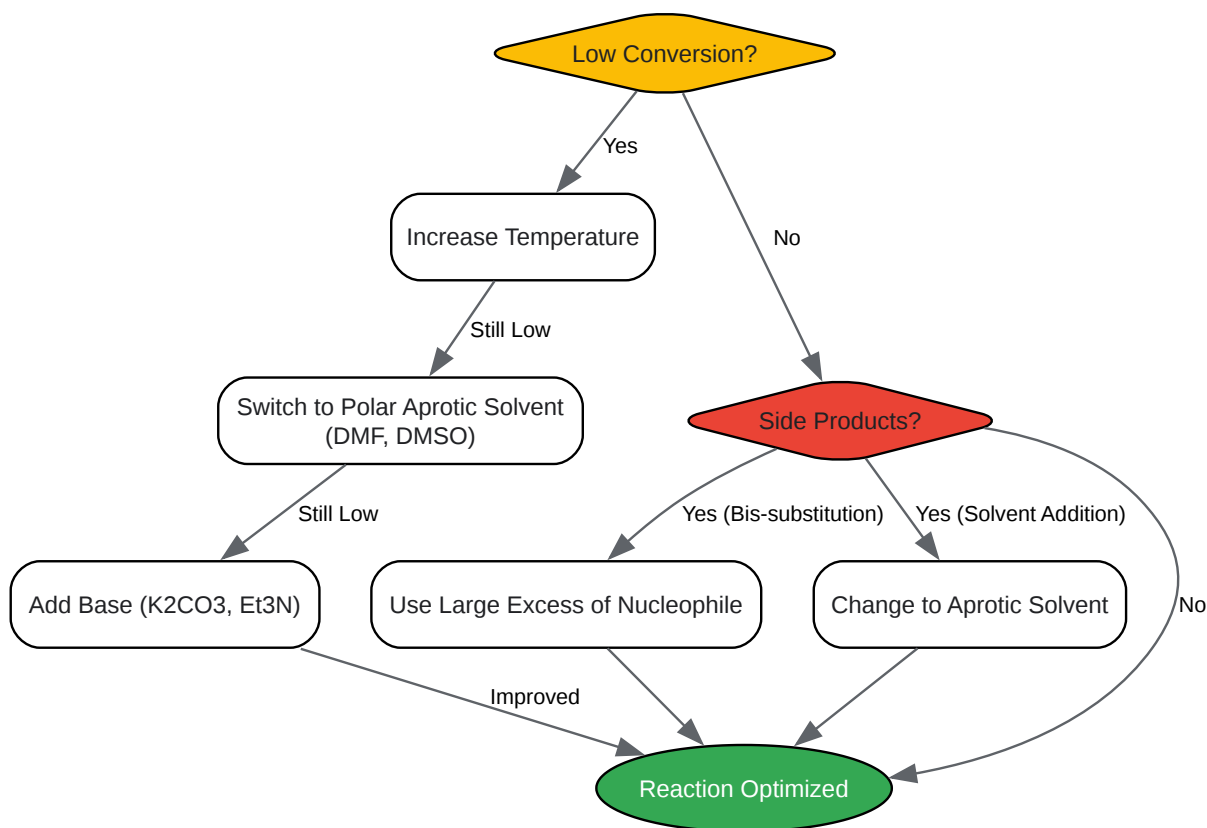 Low Conversion?
Yes
Increase Temperature
No
Still Low
Switch to Polar Aprotic Solvent
(DMF, DMSO)
Side Products?
Still Low
Yes (Bis-substitution)
Yes (Solvent Addition)
Add Base (K2CO3, Et3N)
Use Large Excess of Nucleophile
Change to Aprotic Solvent
No
Improved
Reaction Optimized